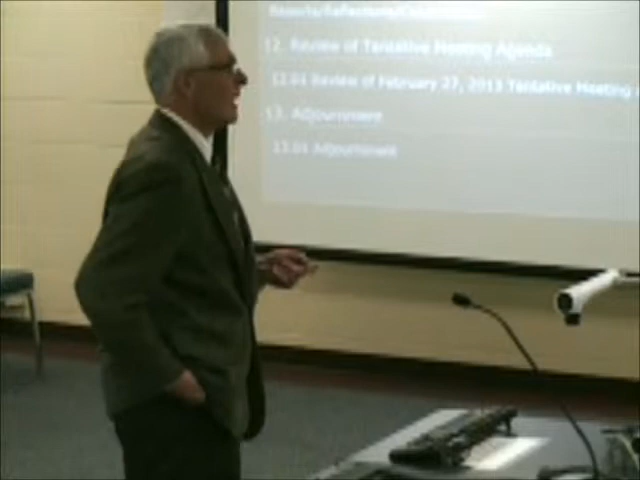 12. Review of Tentative Meeting Agenda
12.01 Review of February 27, 2013 Tentative Meeting
13. Adjournment
13.01 Adjournment